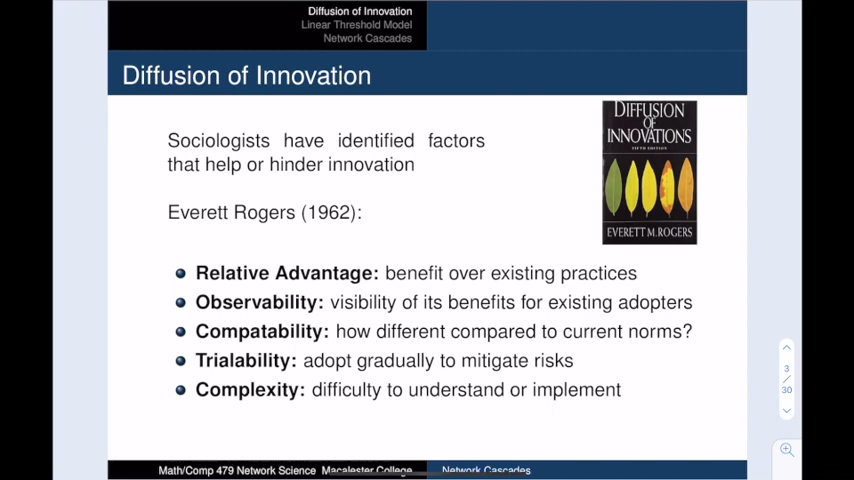 Diffusion of Innovation
Linear Threshold Model
Network Cascades
Diffusion of Innovation
Sociologists have identified factors
that help or hinder innovation
Everett Rogers (1962):
DIFFUSION
OF
INNOVATIONS
FIFTH EDITION
EVERETT M. ROGERS
Relative Advantage: benefit over existing practices
Observability: visibility of its benefits for existing adopters
Compatability: how different compared to current norms?
Trialability: adopt gradually to mitigate risks
Complexity: difficulty to understand or implement
3
/
30
Math/Comp 479 Network Science Macalester College
Network Cascades